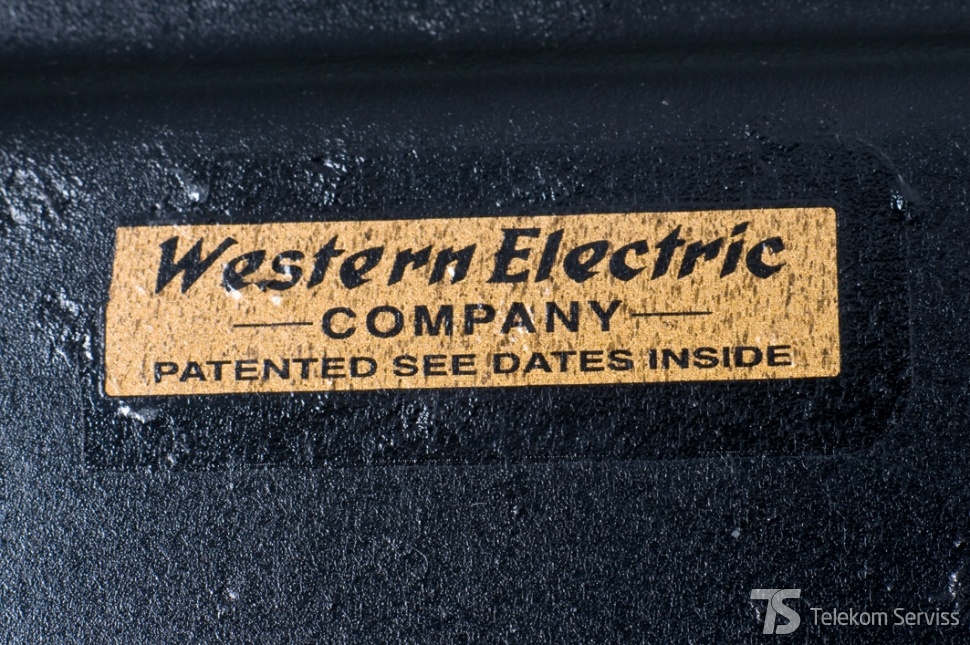 Western Electric
COMPANY
PATENTED SEE DATES INSIDE
TS Telekom Serviss